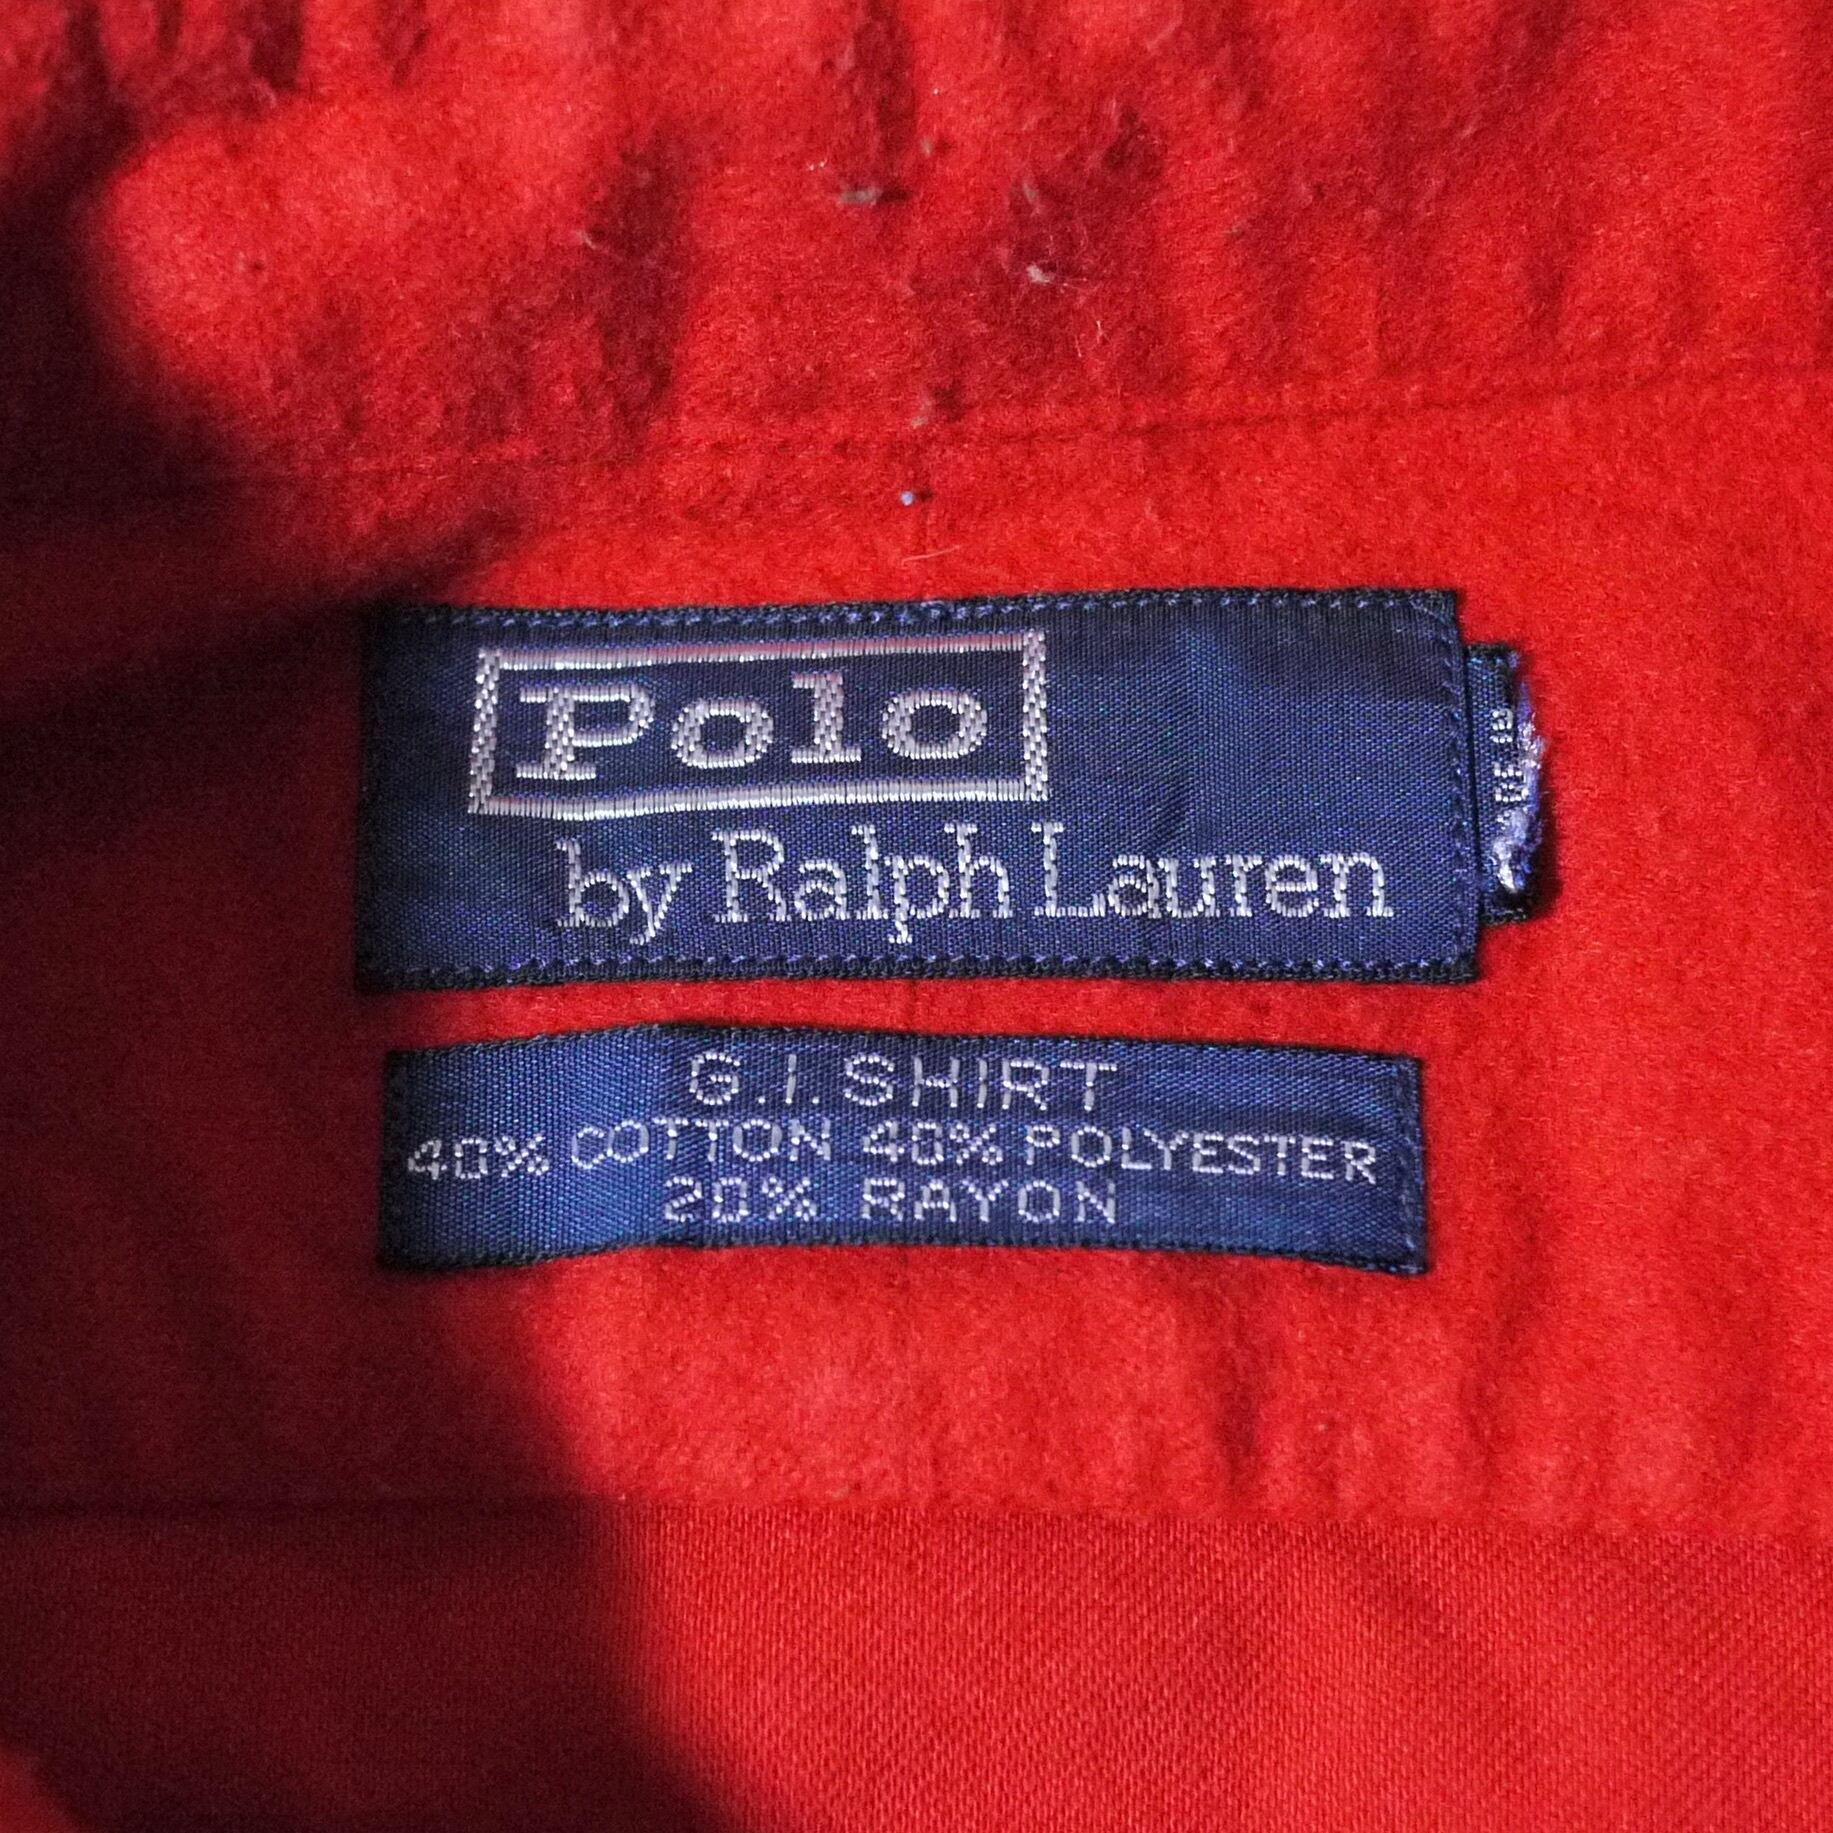 Polo
by Ralph Lauren
G.I. SHIRT
40% COTTON 40% POLYESTER
20% RAYON